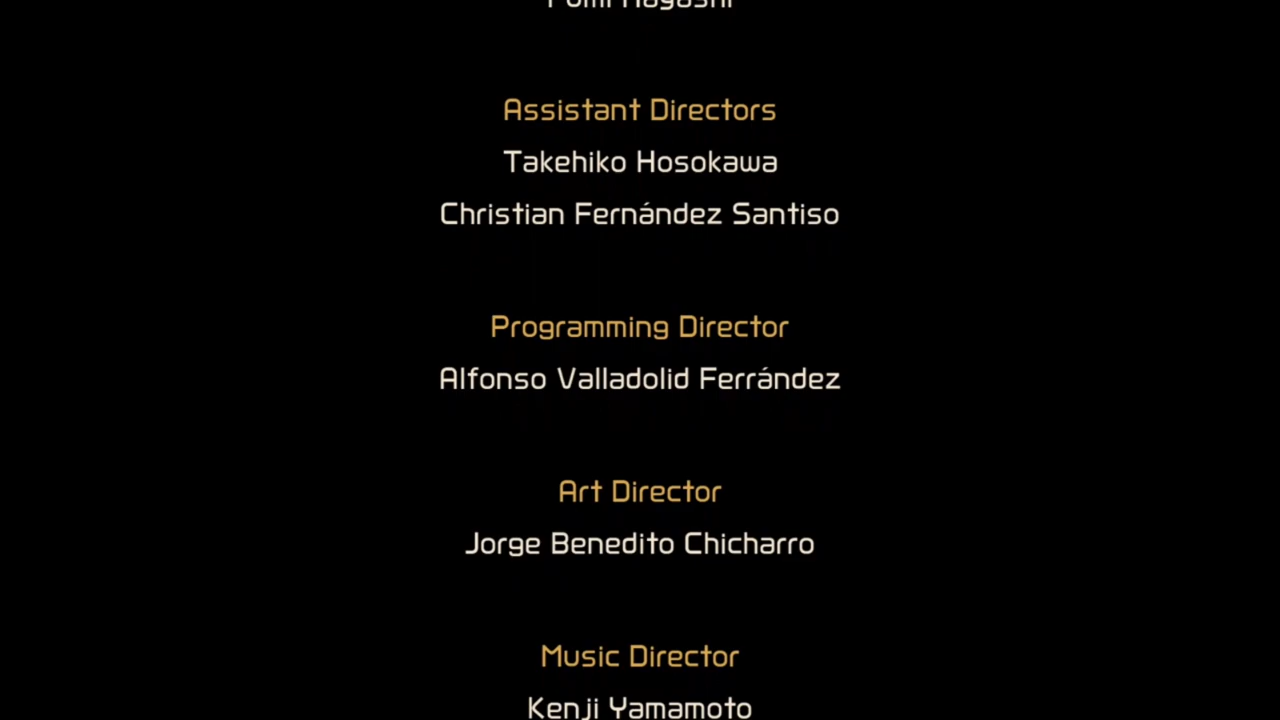 Assistant Directors
Takehiko Hosokawa
Christian Fernández Santiso
Programming Director
Alfonso Valladolid Ferrández
Art Director
Jorge Benedito Chicharro
Music Director
Kenji Yamamoto